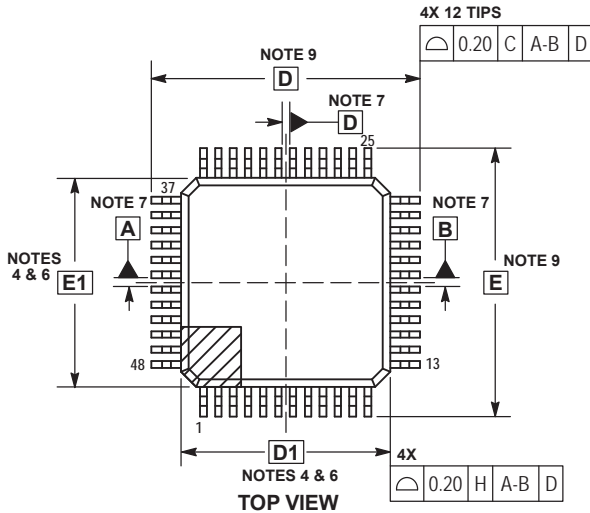 4X 12 TIPS
0.20 C A-B D
NOTE 9
D
NOTE 7
D
25
37
NOTE 7
A
NOTE 7
B
NOTES
4 & 6
E1
E
NOTE 9
48
13
1
D1
NOTES 4 & 6
4X
0.20 H A-B D
TOP VIEW